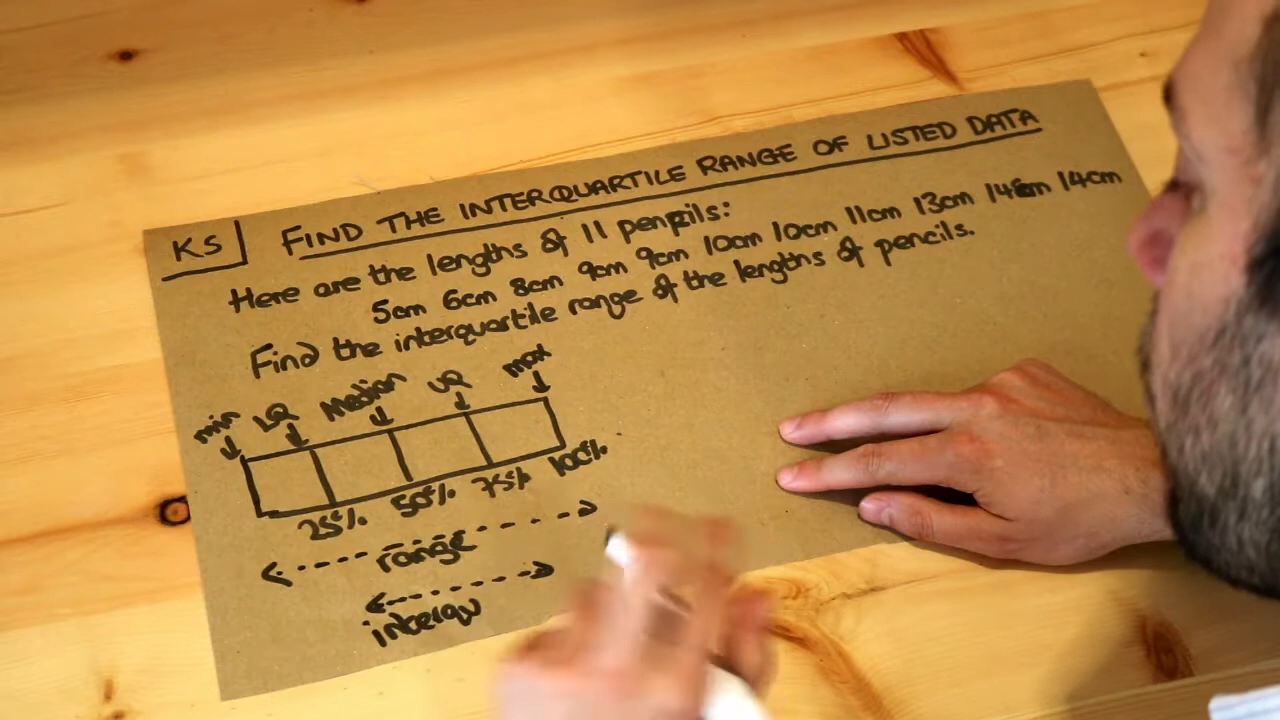 KS
FIND THE INTERQUARTILE RANGE OF LISTED DATA
Here are the lengths of 11 pencils:
5cm 6cm 8cm 9cm 9cm 10cm 10cm 11cm 13cm 14cm 14cm
Find the interquartile range of the lengths of pencils.
min LQ Median UQ max
25% 50% 75% 100%
range
interqu